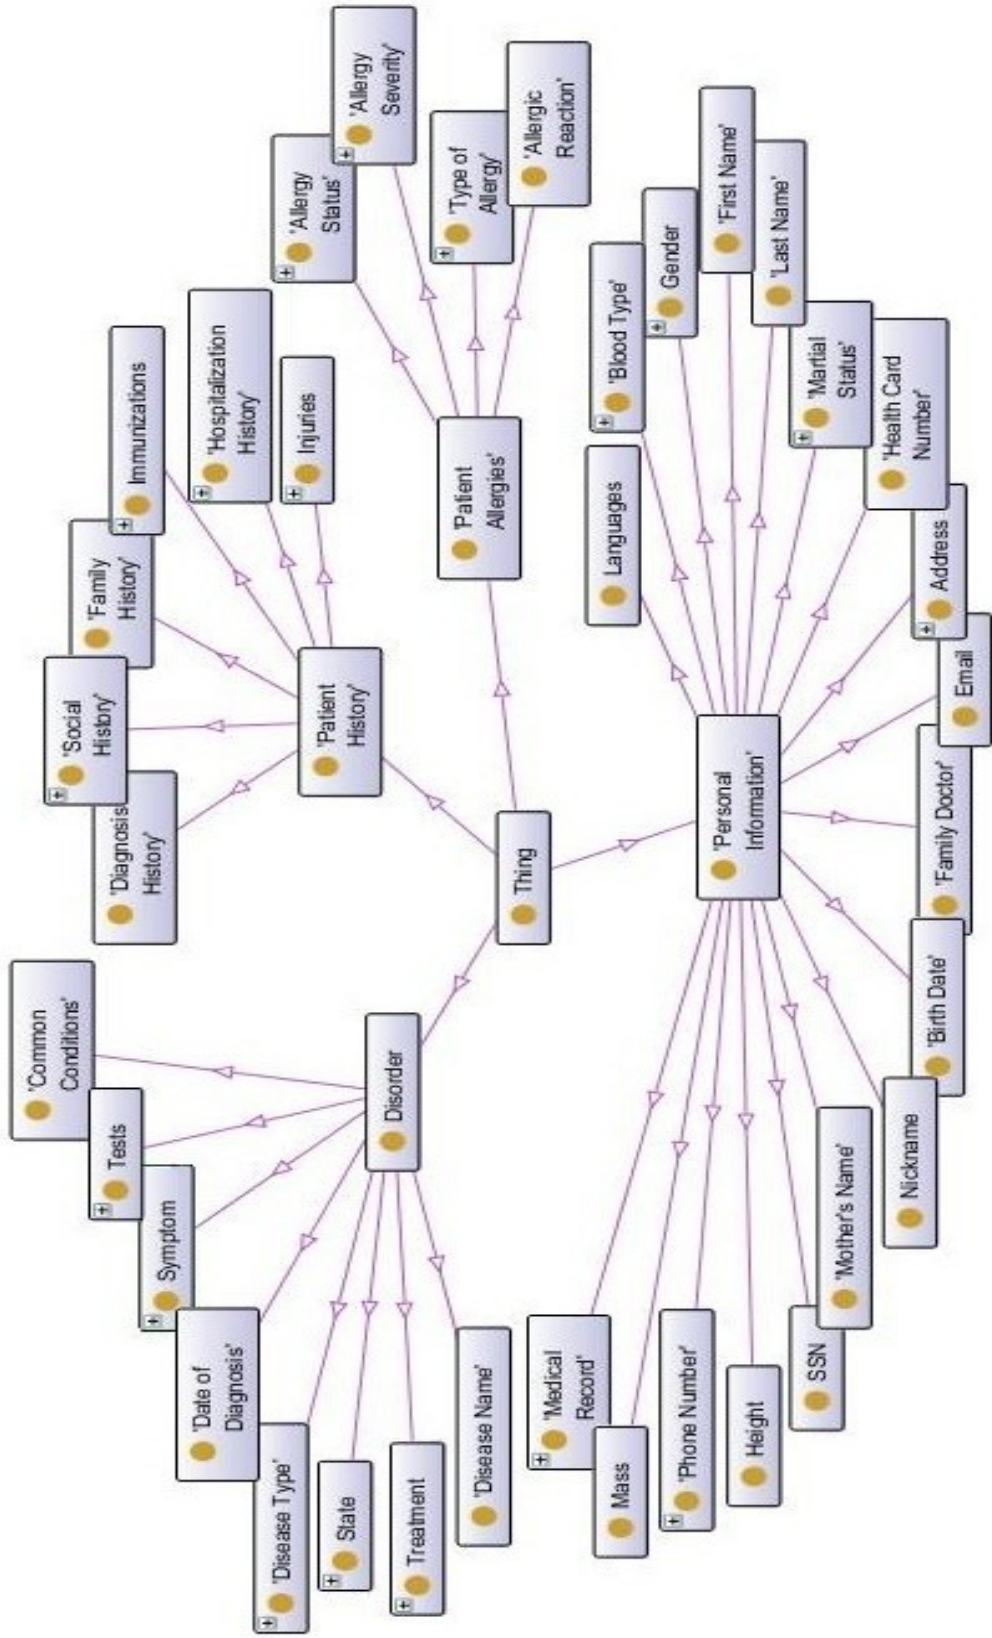 'Common
Conditions'
Tests
Symptom
'Date of
Diagnosis'
'Disease Type'
State
Treatment
'Disease Name'
Disorder
'Diagnosis
History'
'Social
History'
'Family
History'
Immunizations
'Hospitalization
History'
Injuries
'Patient
History'
'Allergy
Status'
'Allergy
Severity'
'Type of
Allergy'
'Allergic
Reaction'
'Patient
Allergies'
Thing
'Personal
Information'
'Medical
Record'
Mass
'Phone Number'
Height
SSN
'Mother's Name'
Nickname
'Birth Date'
'Family Doctor'
Email
Address
'Health Card
Number'
'Martial
Status'
'Last Name'
'First Name'
Gender
'Blood Type'
Languages